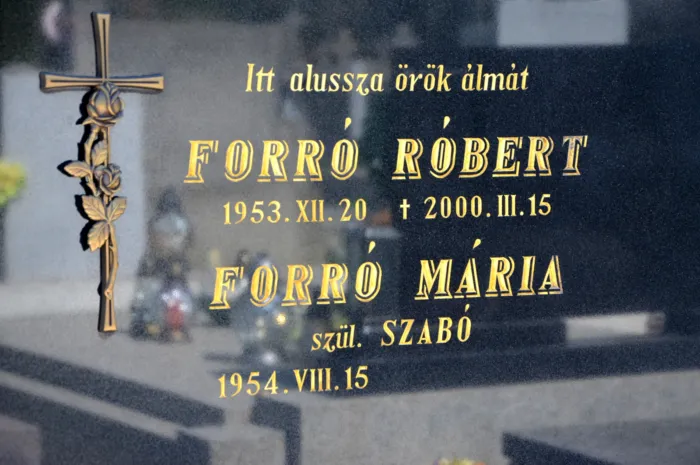 Itt alussza örök álmát
FORRÓ RÓBERT
1953.XII.20 † 2000.III.15
FORRÓ MÁRIA
szül. SZABÓ
1954.VIII.15